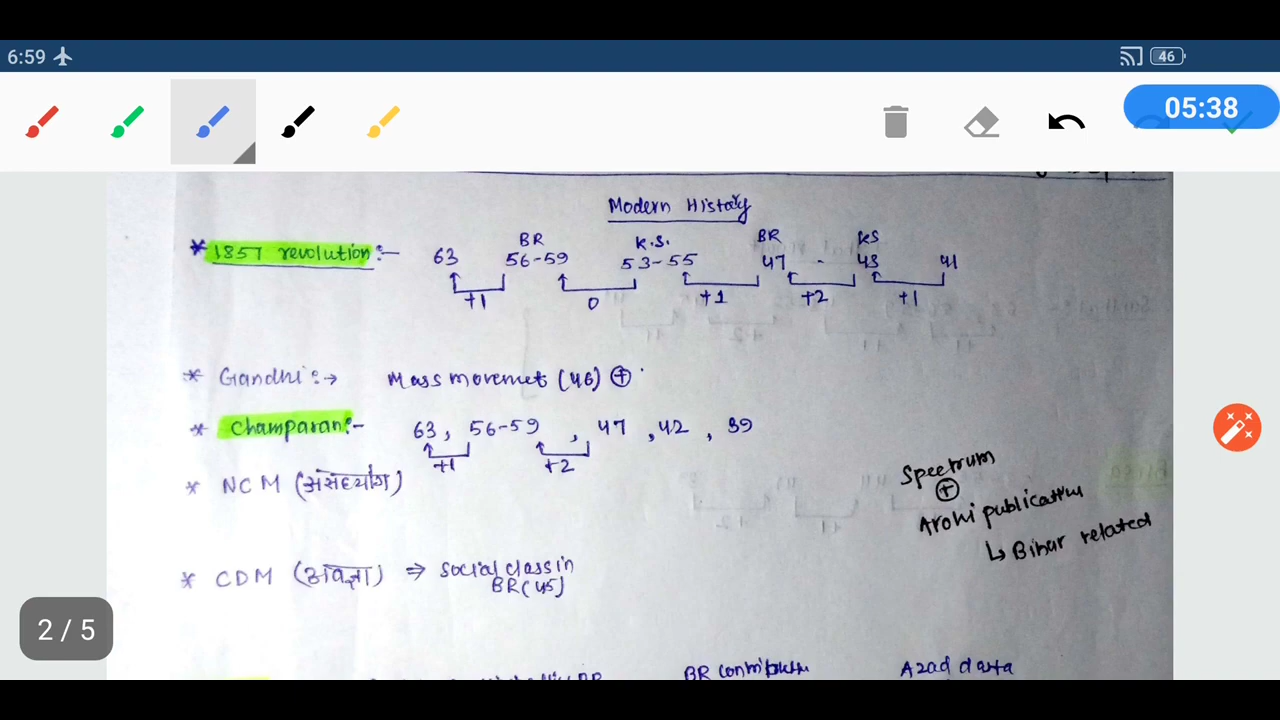 6:59
46
05:38
Modern History
BR K.S. BR KS
* 1857 revolution :- 63 56-59 53-55 47 . 43 41
+1 0 +1 +2 +1
* Gandhi :→ Mass movemet (46) ⊕
* Champaran :- 63, 56-59 , 47 , 42 , 39
+1 +2
* NCM (असहयोग)
Spectrum
⊕
Arohi publication
↳ Bihar related
* CDM (अवज्ञा) ⇒ social class in
BR (45)
2 / 5
BR contributn Azad dasta